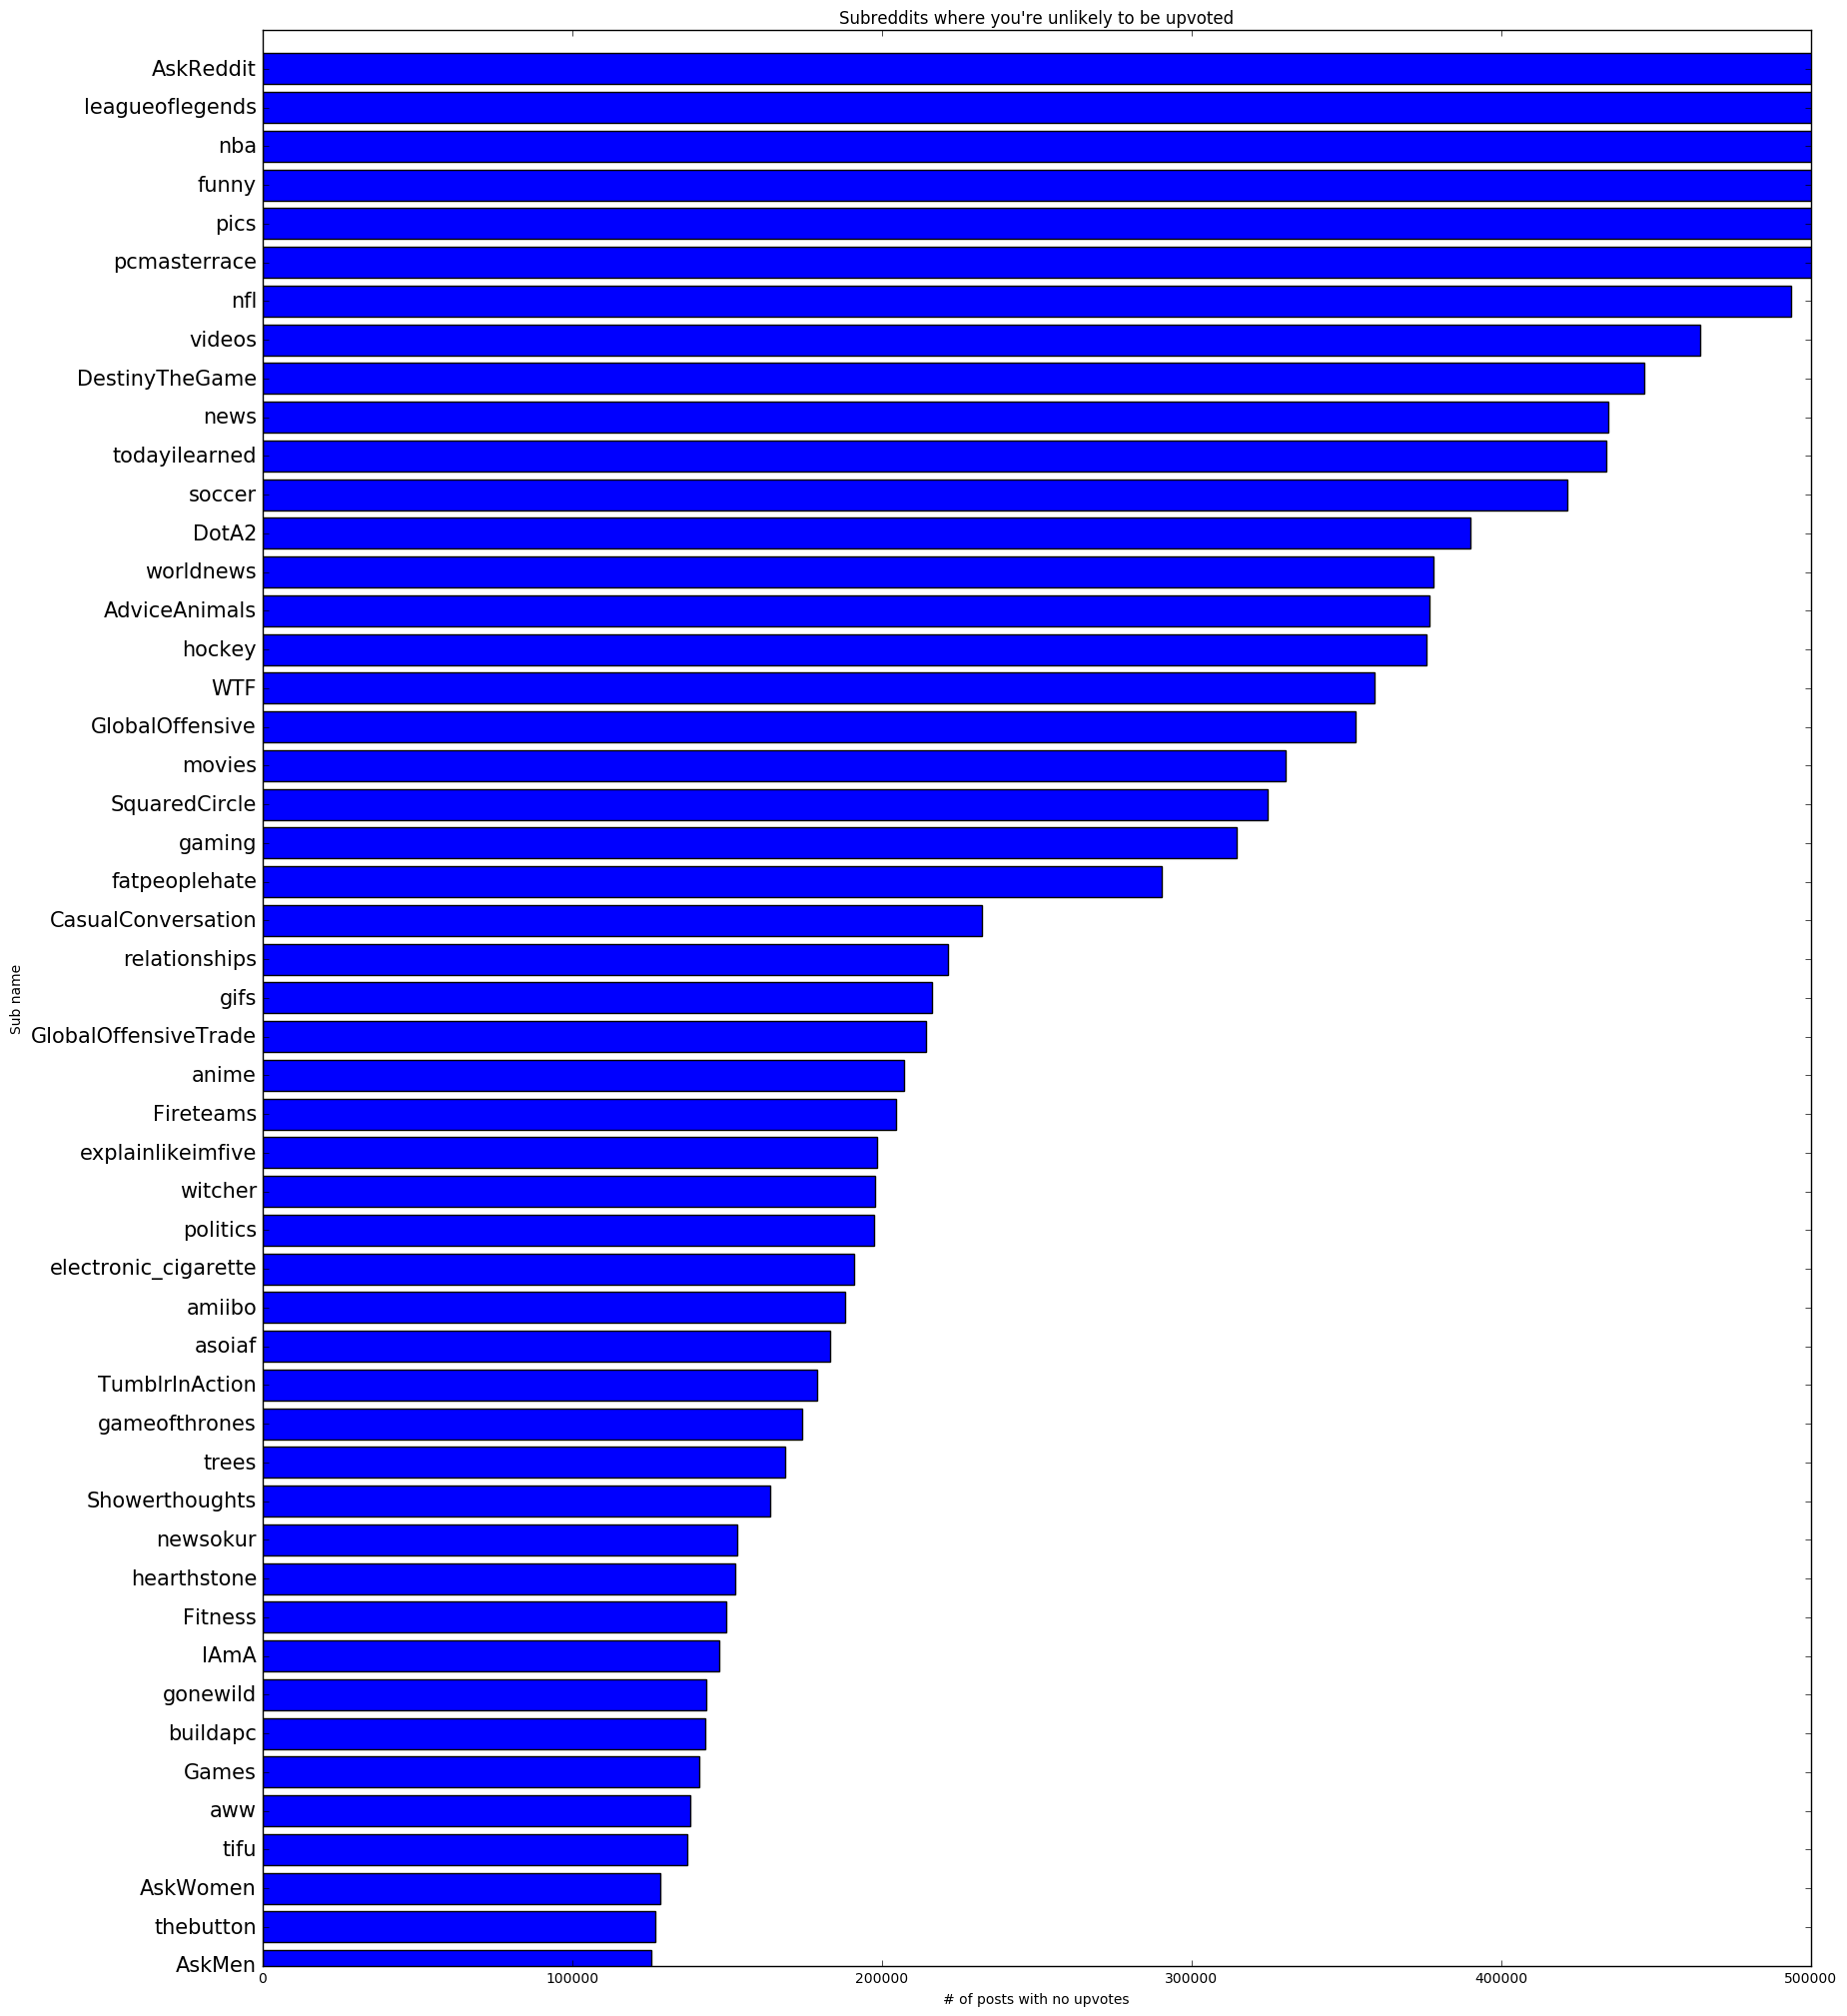 Subreddits where you're unlikely to be upvoted
AskReddit
leagueoflegends
nba
funny
pics
pcmasterrace
nfl
videos
DestinyTheGame
news
todayilearned
soccer
DotA2
worldnews
AdviceAnimals
hockey
WTF
GlobalOffensive
movies
SquaredCircle
gaming
fatpeoplehate
CasualConversation
relationships
gifs
GlobalOffensiveTrade
anime
Fireteams
explainlikeimfive
witcher
politics
electronic_cigarette
amiibo
asoiaf
TumblrInAction
gameofthrones
trees
Showerthoughts
newsokur
hearthstone
Fitness
IAmA
gonewild
buildapc
Games
aww
tifu
AskWomen
thebutton
AskMen
Sub name
0 100000 200000 300000 400000 500000
# of posts with no upvotes